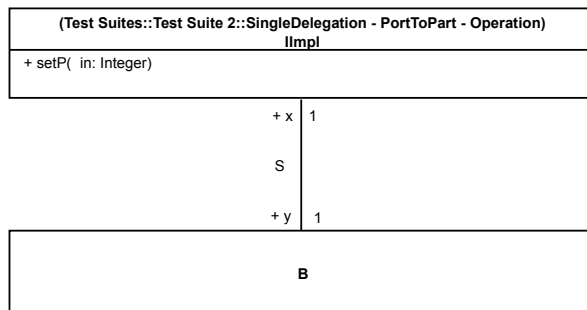 (Test Suites::Test Suite 2::SingleDelegation - PortToPart - Operation)
IImpl
+ setP( in: Integer)
+ x 1
S
+ y 1
B